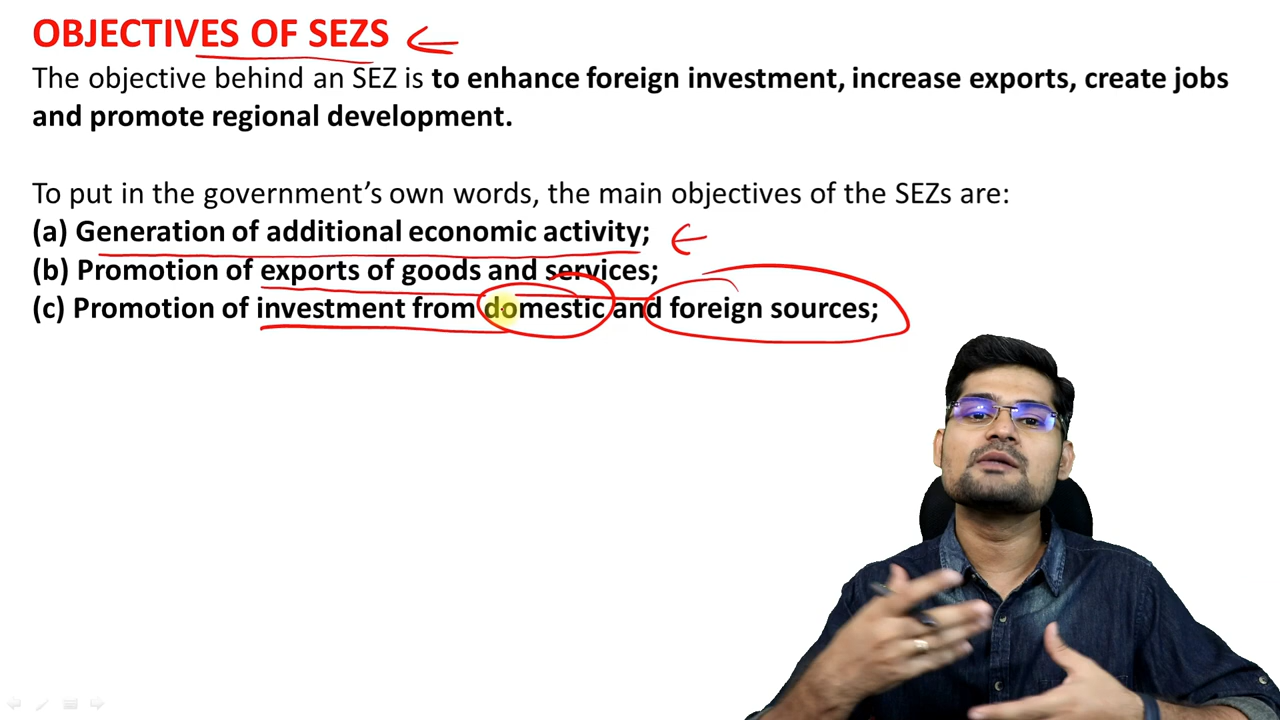 OBJECTIVES OF SEZS
The objective behind an SEZ is to enhance foreign investment, increase exports, create jobs
and promote regional development.
To put in the government’s own words, the main objectives of the SEZs are:
(a) Generation of additional economic activity;
(b) Promotion of exports of goods and services;
(c) Promotion of investment from domestic and foreign sources;